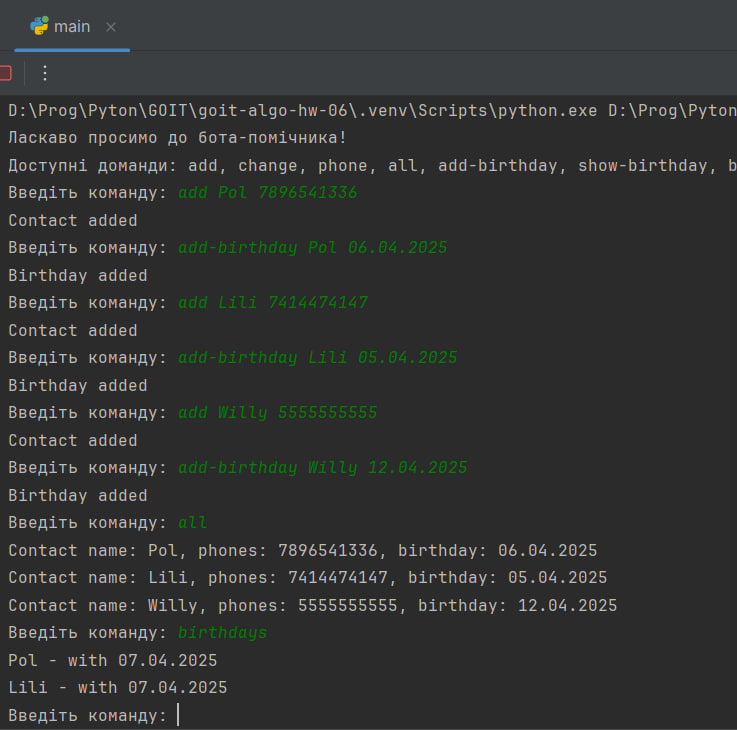 main
D:\Prog\Pyton\GOIT\goit-algo-hw-06\.venv\Scripts\python.exe D:\Prog\Pyton
Ласкаво просимо до бота-помічника!
Доступні доманди: add, change, phone, all, add-birthday, show-birthday, b
Введіть команду: add Pol 7896541336
Contact added
Введіть команду: add-birthday Pol 06.04.2025
Birthday added
Введіть команду: add Lili 7414474147
Contact added
Введіть команду: add-birthday Lili 05.04.2025
Birthday added
Введіть команду: add Willy 5555555555
Contact added
Введіть команду: add-birthday Willy 12.04.2025
Birthday added
Введіть команду: all
Contact name: Pol, phones: 7896541336, birthday: 06.04.2025
Contact name: Lili, phones: 7414474147, birthday: 05.04.2025
Contact name: Willy, phones: 5555555555, birthday: 12.04.2025
Введіть команду: birthdays
Pol - with 07.04.2025
Lili - with 07.04.2025
Введіть команду: